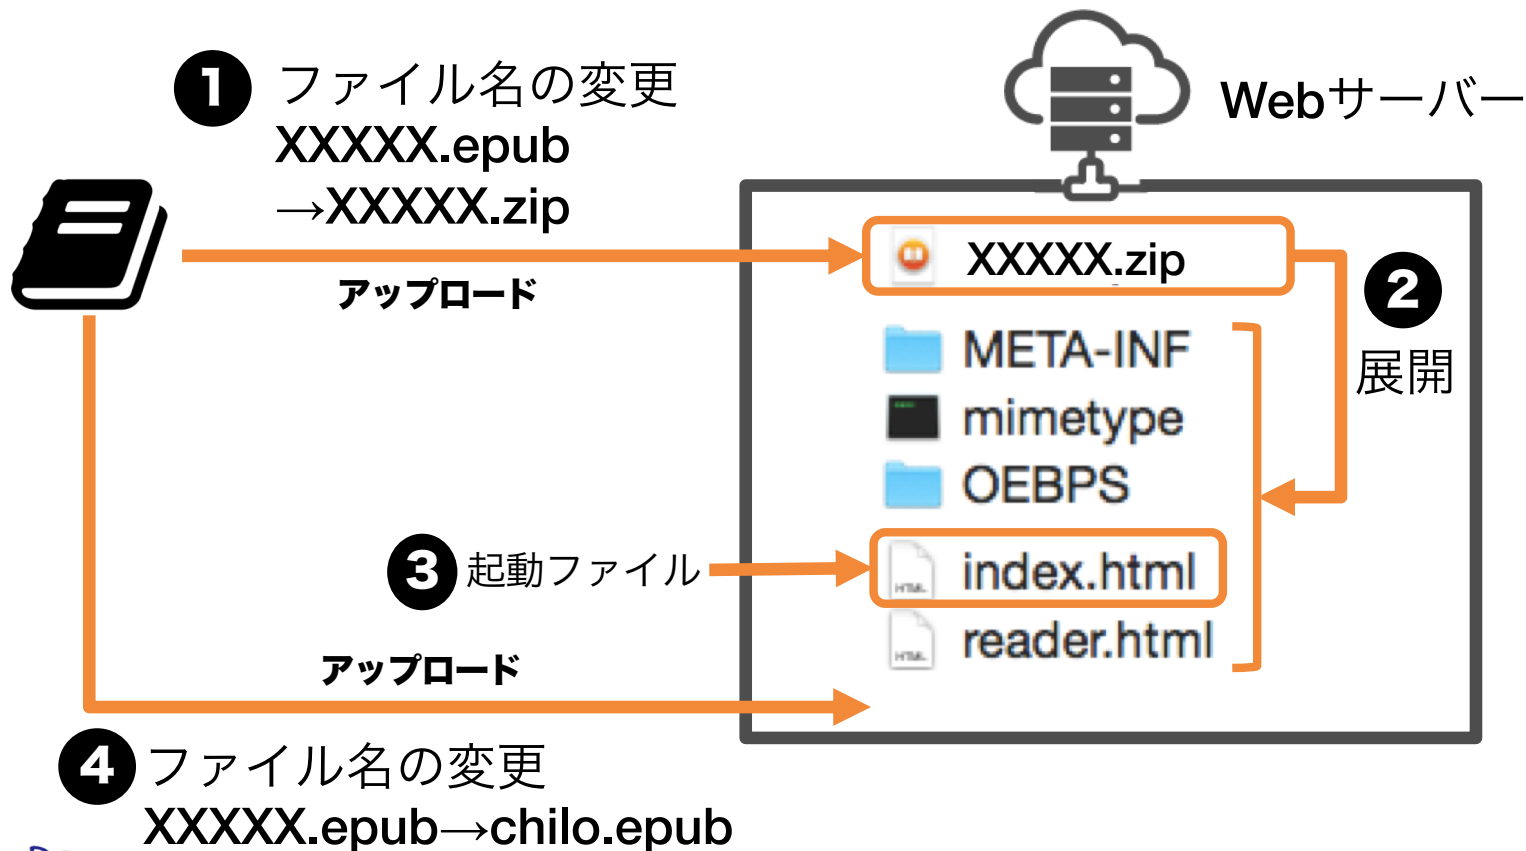 ❶ ファイル名の変更
XXXXX.epub
→XXXXX.zip
Webサーバー
アップロード
XXXXX.zip
❷
展開
META-INF
mimetype
OEBPS
❸ 起動ファイル
index.html
reader.html
アップロード
❹ ファイル名の変更
XXXXX.epub→chilo.epub